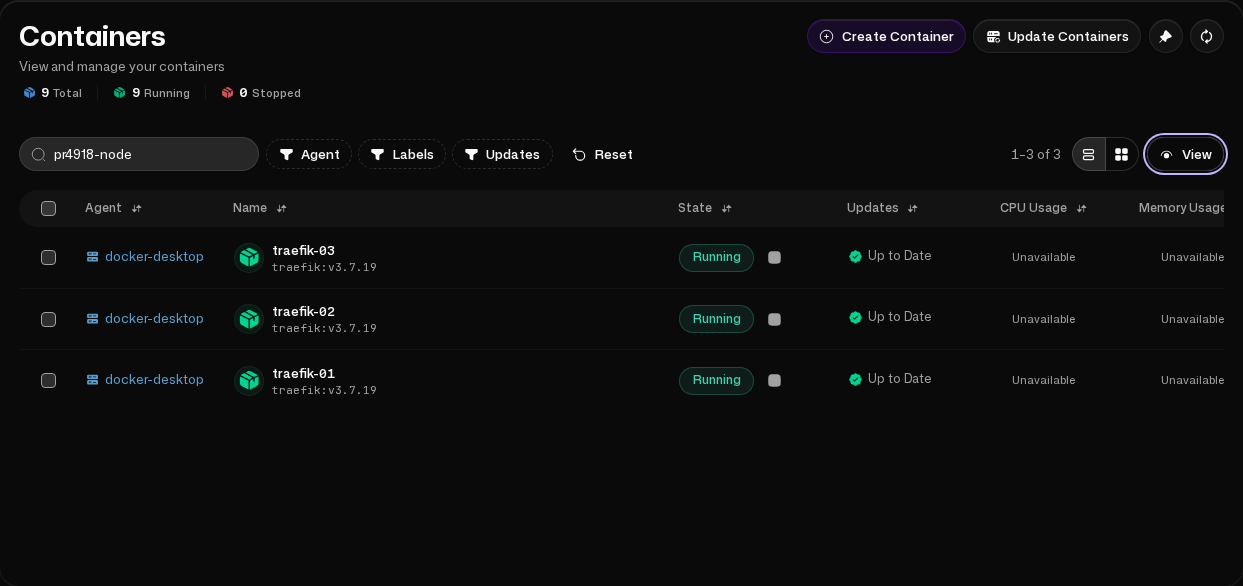 Containers
Create Container
Update Containers
View and manage your containers
9 Total
9 Running
0 Stopped
pr4918-node
Agent
Labels
Updates
Reset
1–3 of 3
View
Agent Name State Updates CPU Usage Memory Usage
docker-desktop traefik-03 Running Up to Date Unavailable Unavailable
traefik:v3.7.19
docker-desktop traefik-02 Running Up to Date Unavailable Unavailable
traefik:v3.7.19
docker-desktop traefik-01 Running Up to Date Unavailable Unavailable
traefik:v3.7.19